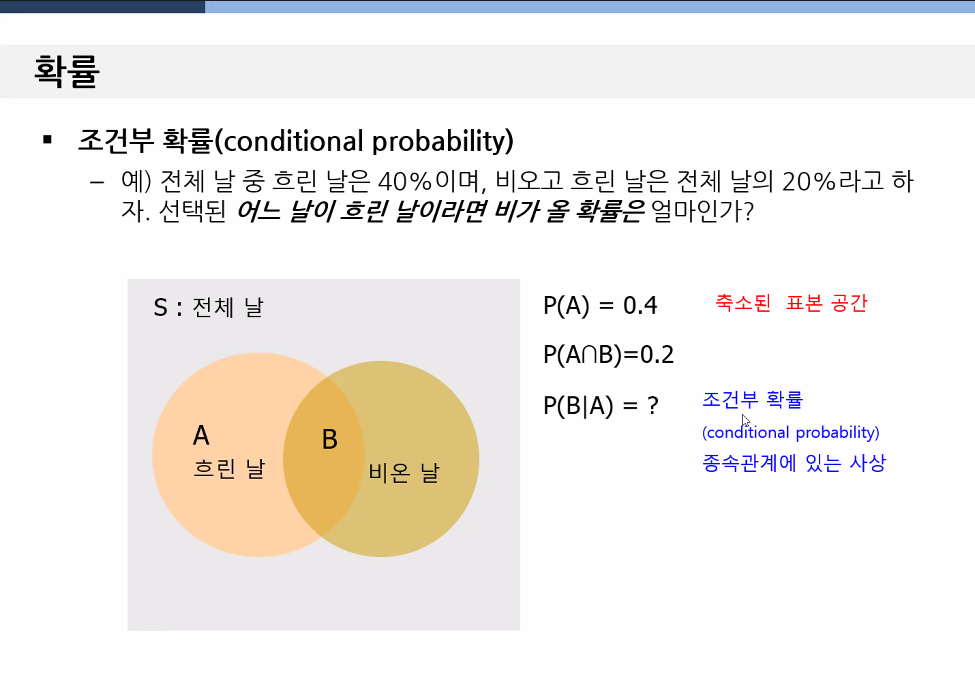 확률
▪ 조건부 확률(conditional probability)
– 예) 전체 날 중 흐린 날은 40%이며, 비오고 흐린 날은 전체 날의 20%라고 하
자. 선택된 어느 날이 흐린 날이라면 비가 올 확률은 얼마인가?
S : 전체 날
A
흐린 날
B
비온 날
P(A) = 0.4
축소된 표본 공간
P(A∩B)=0.2
P(B|A) = ?
조건부 확률
(conditional probability)
종속관계에 있는 사상